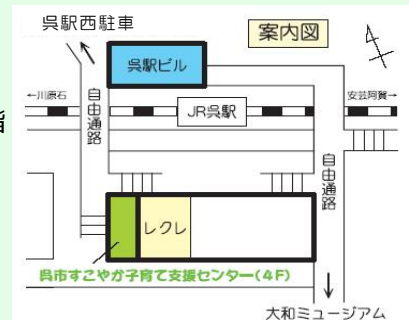 呉駅西駐車
案内図
呉駅ビル
←川原石
自由通路
JR呉駅
安芸阿賀→
階
自由通路
レクレ
呉市すこやか子育て支援センター(4F)
大和ミュージアム